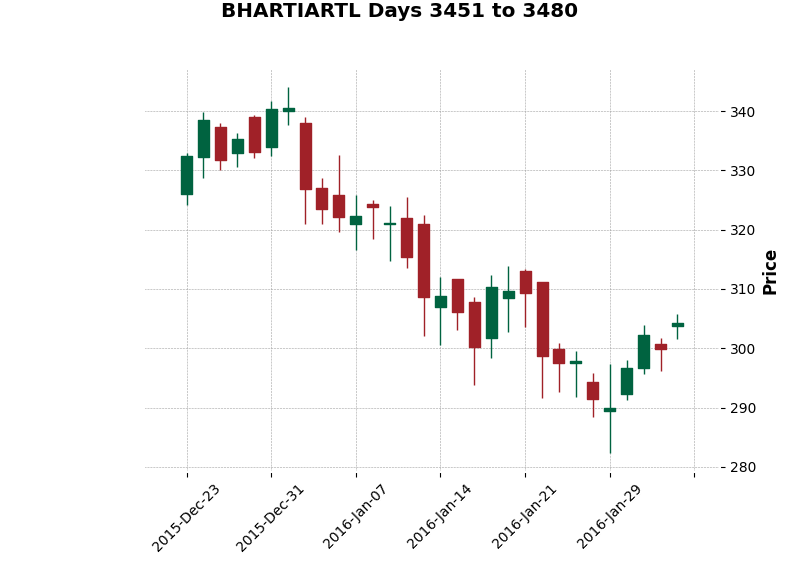 BHARTIARTL Days 3451 to 3480
340
330
320
310
300
290
280
Price
2015-Dec-23
2015-Dec-31
2016-Jan-07
2016-Jan-14
2016-Jan-21
2016-Jan-29